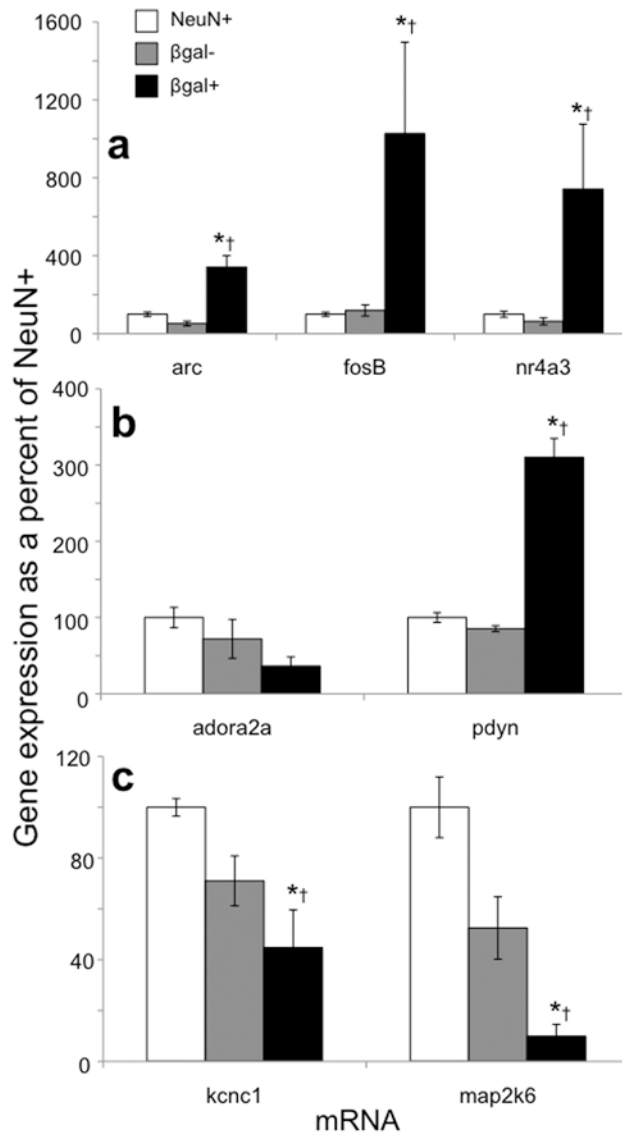 Gene expression as a percent of NeuN+
NeuN+
βgal-
βgal+
a
1600
1200
800
400
0
*†
*†
*†
arc fosB nr4a3
b
400
300
200
100
0
*†
adora2a pdyn
c
120
80
40
0
*†
*†
kcnc1 map2k6
mRNA